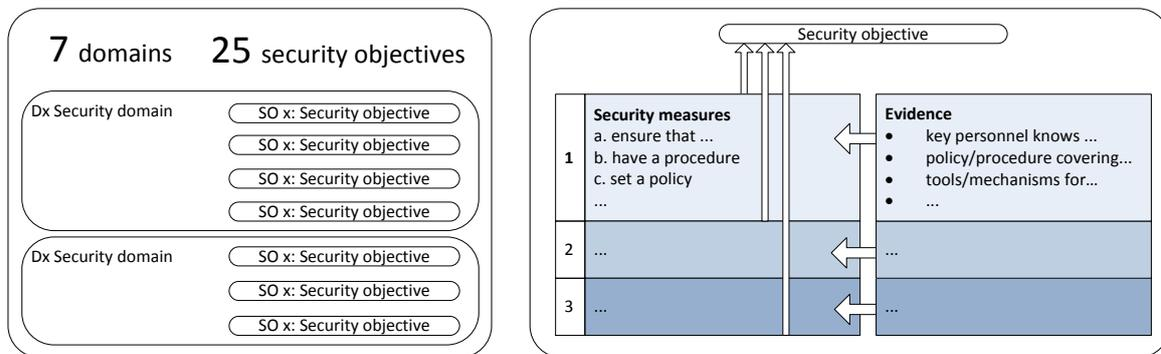 7 domains 25 security objectives
Dx Security domain
SO x: Security objective
SO x: Security objective
SO x: Security objective
SO x: Security objective
Dx Security domain
SO x: Security objective
SO x: Security objective
SO x: Security objective
Security objective
1
Security measures
a. ensure that ...
b. have a procedure
c. set a policy
...
Evidence
• key personnel knows ...
• policy/procedure covering...
• tools/mechanisms for...
• ...
2
...
...
3
...
...